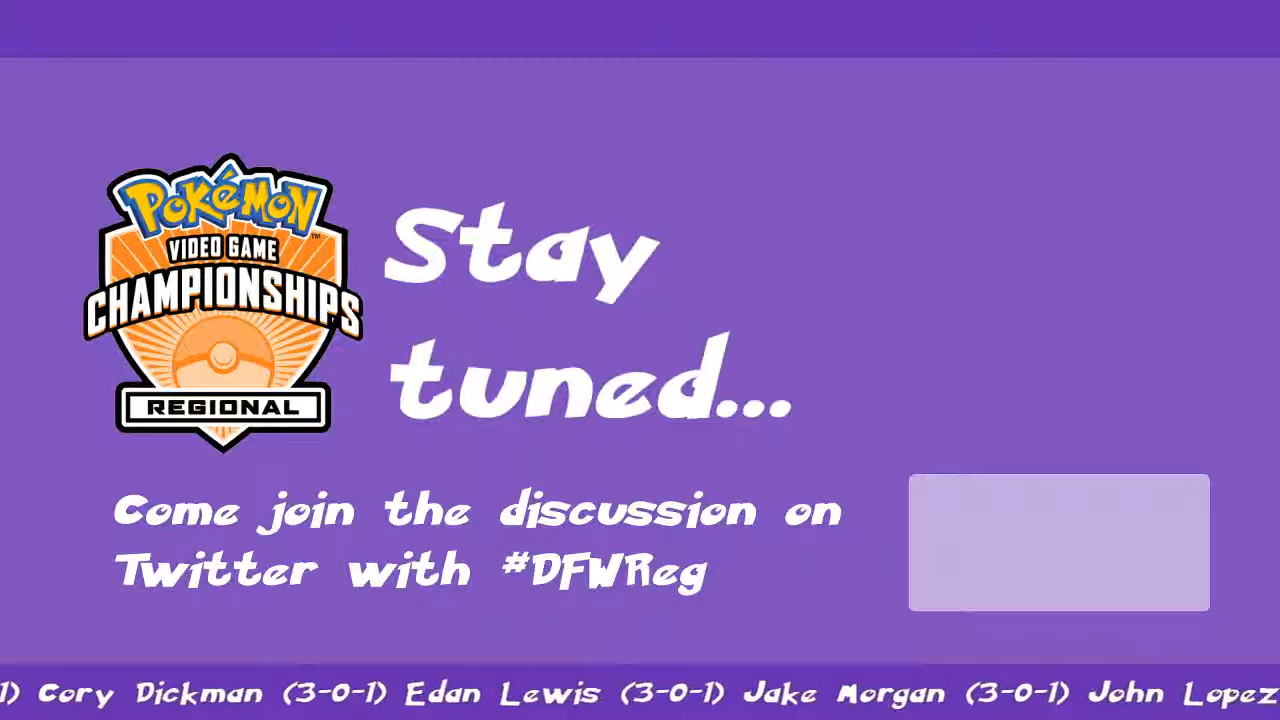 Pokémon
TM
VIDEO GAME
CHAMPIONSHIPS
REGIONAL
Stay
tuned...
Come join the discussion on
Twitter with #DFWReg
1) Cory Dickman (3-0-1) Edan Lewis (3-0-1) Jake Morgan (3-0-1) John Lopez